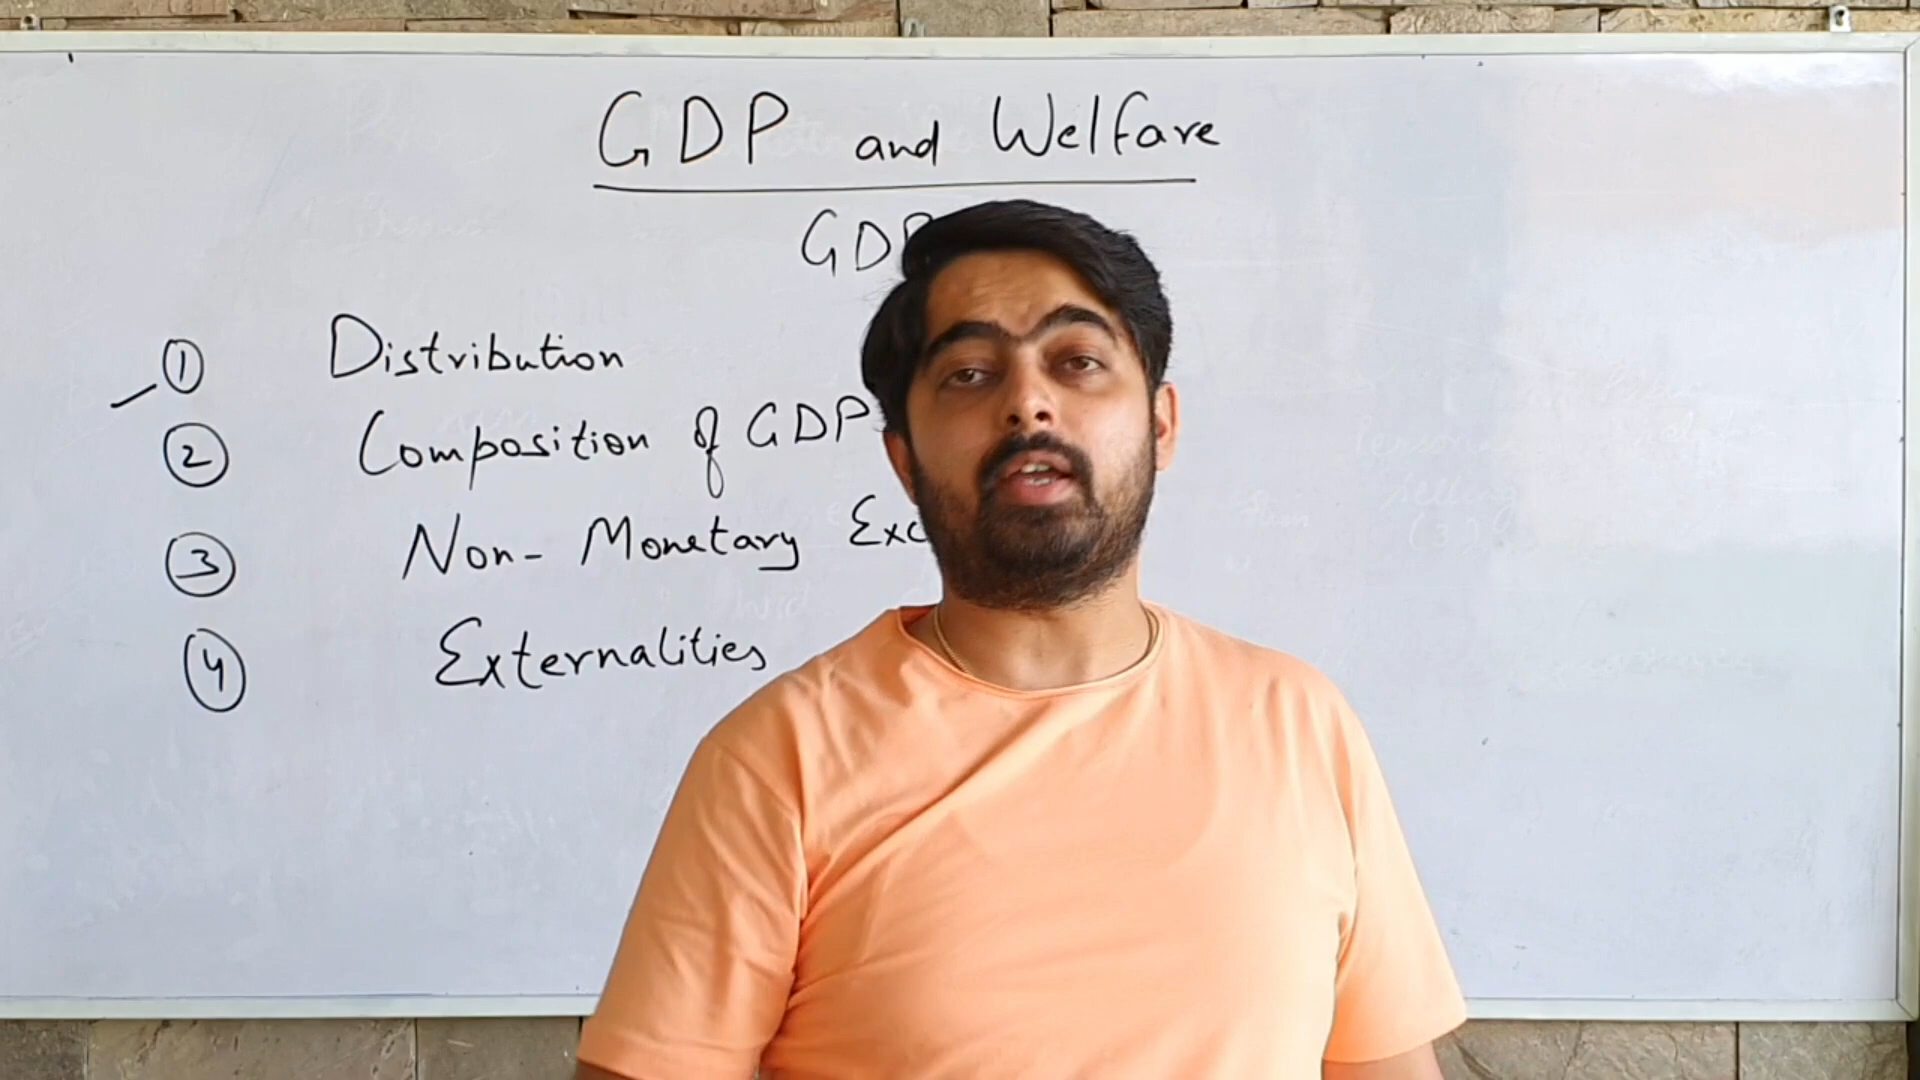 GDP and Welfare
GDP
1 Distribution
2 Composition of GDP
3 Non-Monetary Exc
4 Externalities